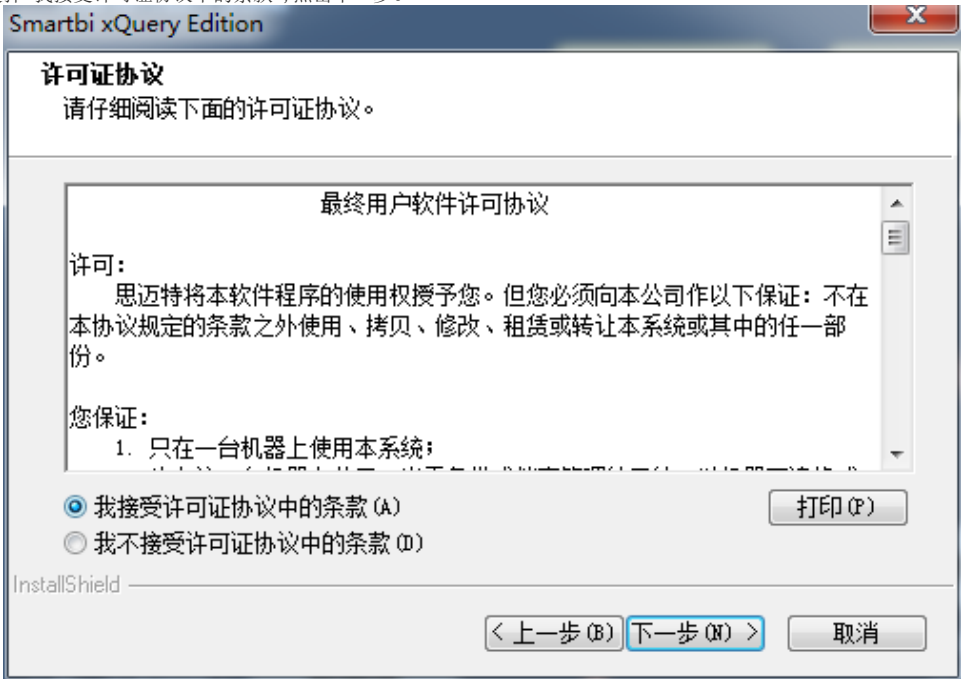 Smartbi xQuery Edition
许可证协议
请仔细阅读下面的许可证协议。
最终用户软件许可协议
许可:
思迈特将本软件程序的使用权授予您。但您必须向本公司作以下保证:不在
本协议规定的条款之外使用、拷贝、修改、租赁或转让本系统或其中的任一部
份。
您保证:
1. 只在一台机器上使用本系统;
我接受许可证协议中的条款(A)
打印(P)
我不接受许可证协议中的条款(D)
InstallShield
< 上一步(B)
下一步(N) >
取消